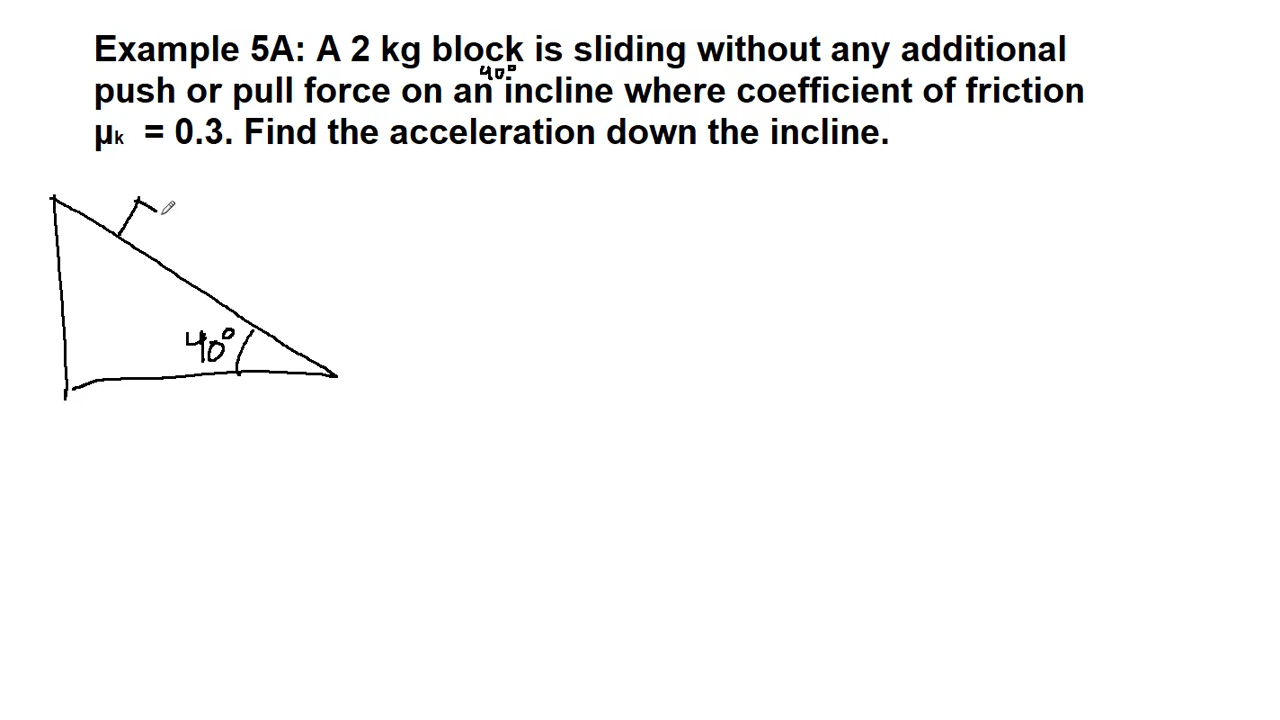 Example 5A: A 2 kg block is sliding without any additional
40°
push or pull force on an incline where coefficient of friction
μk = 0.3. Find the acceleration down the incline.
40°